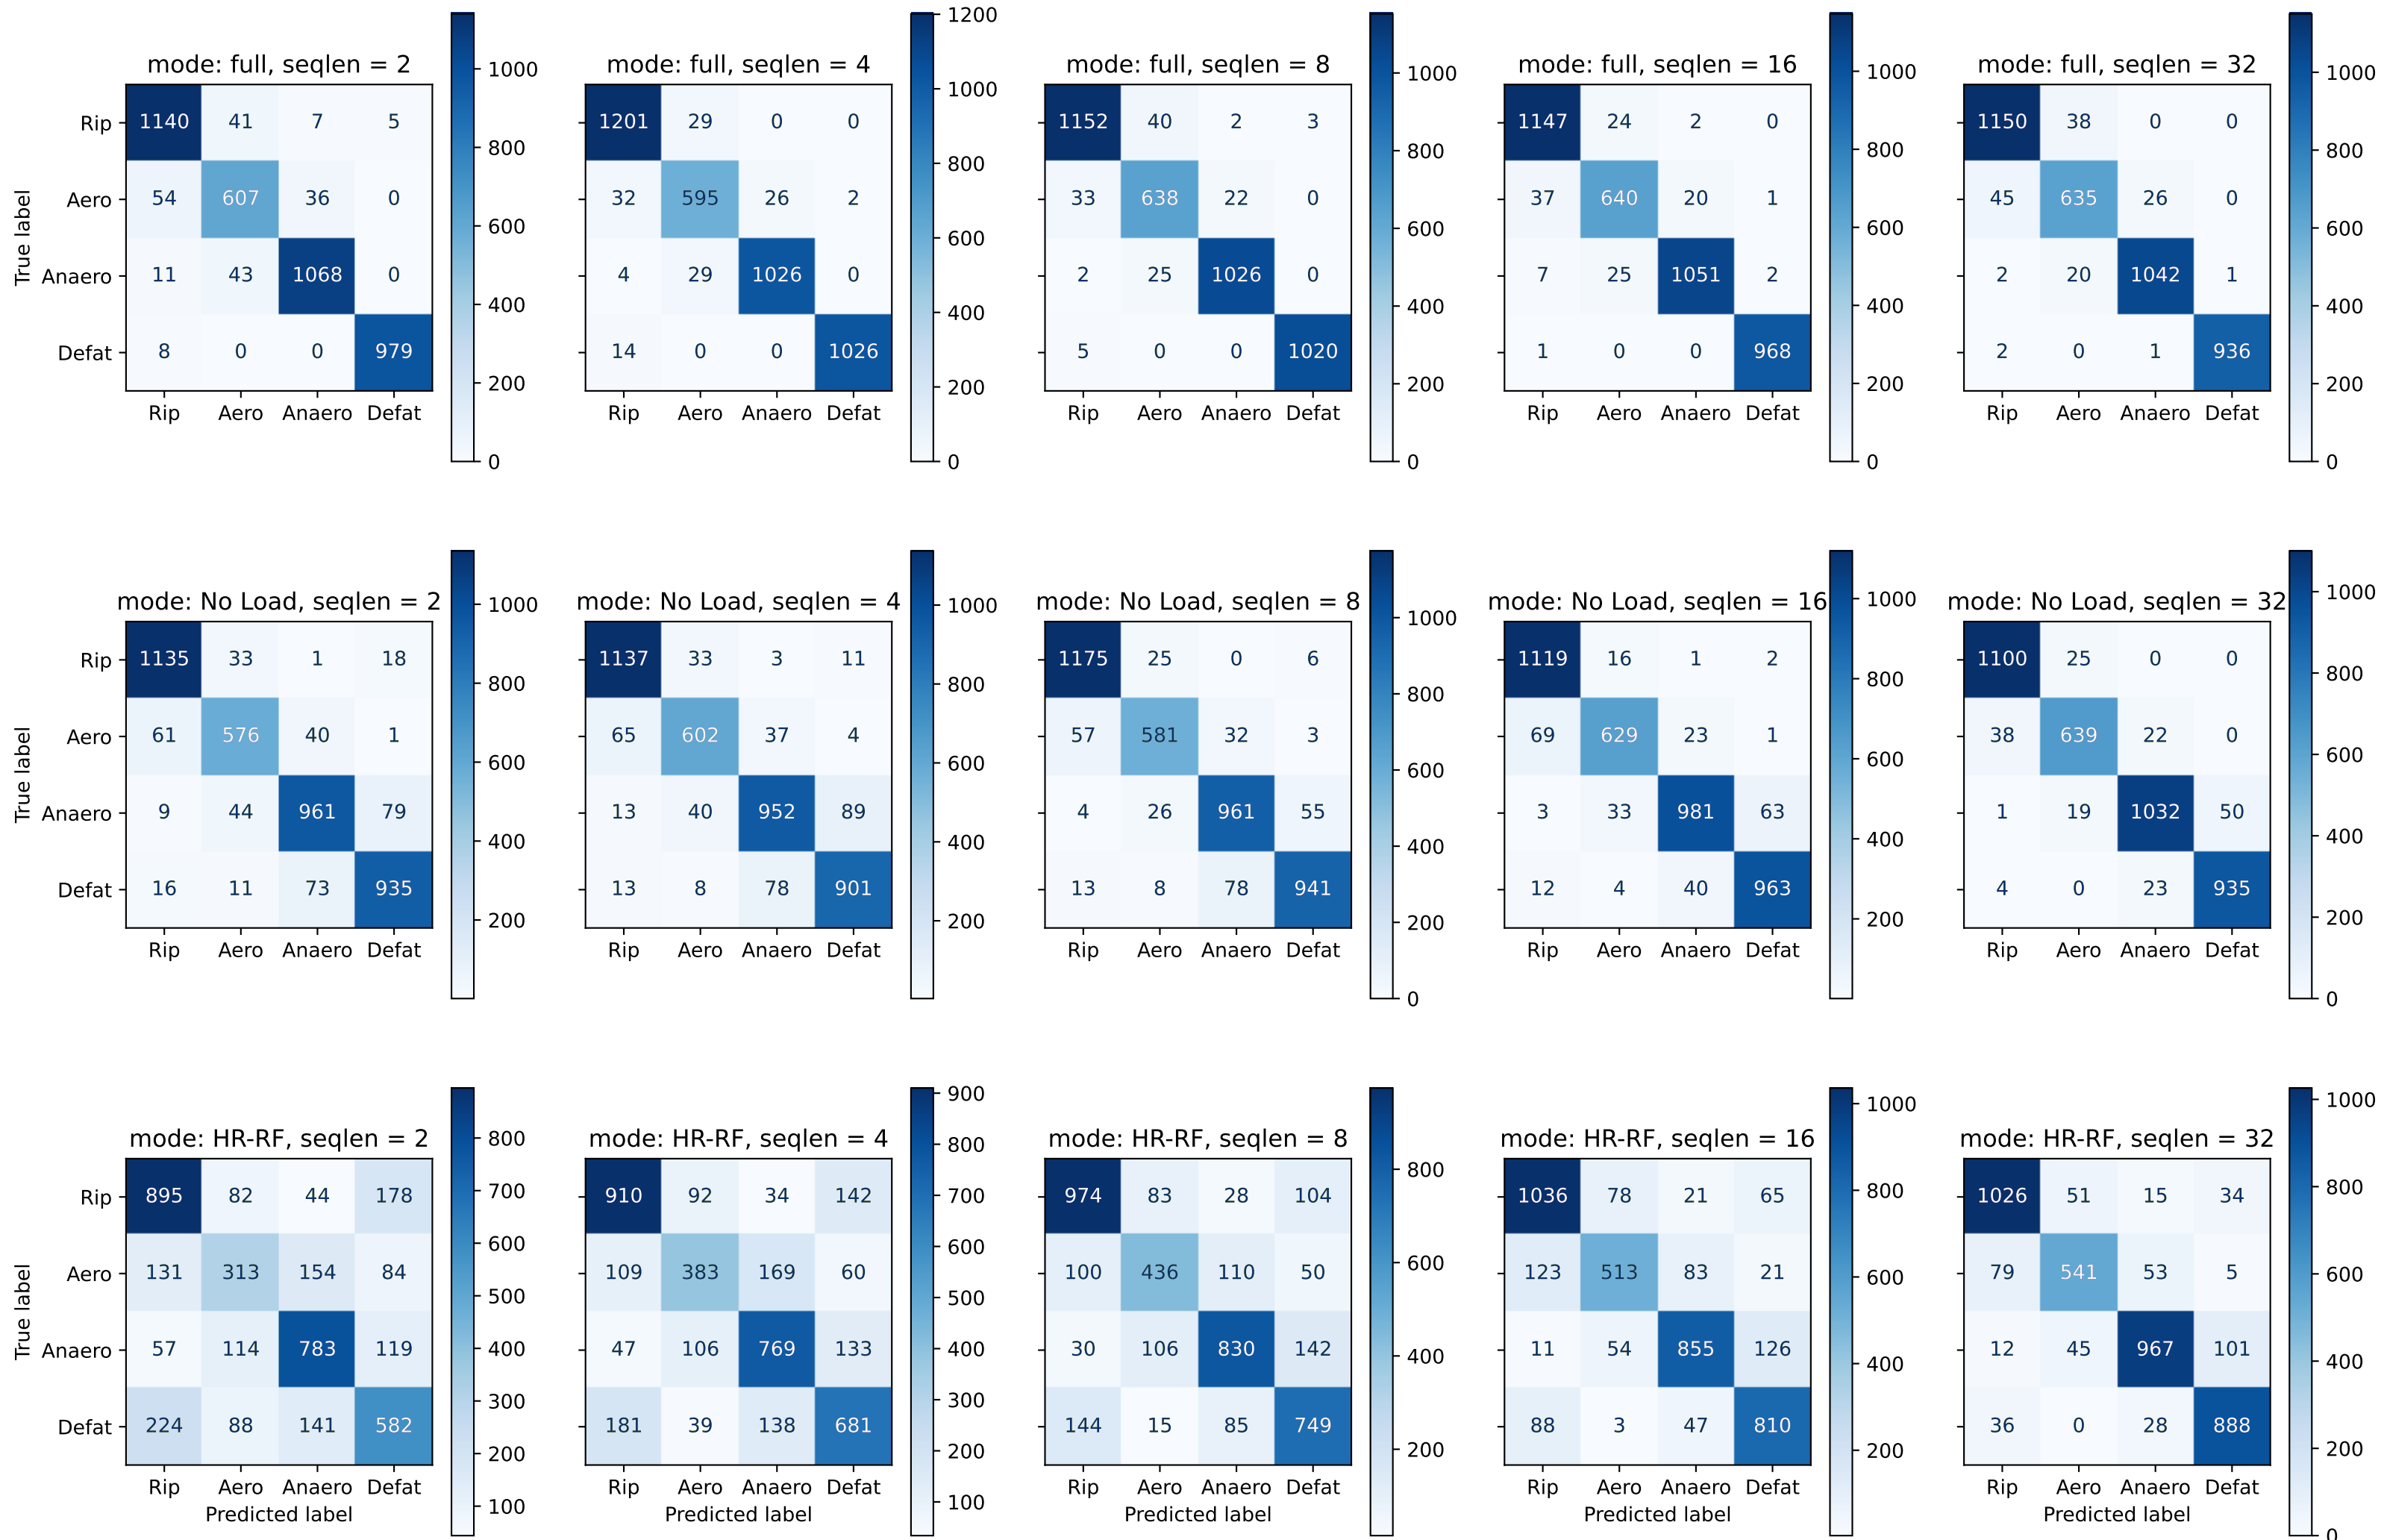 mode: full, seqlen = 2
True label
Rip 1140 41 7 5
Aero 54 607 36 0
Anaero 11 43 1068 0
Defat 8 0 0 979
Rip Aero Anaero Defat
1000
800
600
400
200
0
mode: full, seqlen = 4
1201 29 0 0
32 595 26 2
4 29 1026 0
14 0 0 1026
Rip Aero Anaero Defat
1200
1000
800
600
400
200
0
mode: full, seqlen = 8
1152 40 2 3
33 638 22 0
2 25 1026 0
5 0 0 1020
Rip Aero Anaero Defat
1000
800
600
400
200
0
mode: full, seqlen = 16
1147 24 2 0
37 640 20 1
7 25 1051 2
1 0 0 968
Rip Aero Anaero Defat
1000
800
600
400
200
0
mode: full, seqlen = 32
1150 38 0 0
45 635 26 0
2 20 1042 1
2 0 1 936
Rip Aero Anaero Defat
1000
800
600
400
200
0
mode: No Load, seqlen = 2
True label
Rip 1135 33 1 18
Aero 61 576 40 1
Anaero 9 44 961 79
Defat 16 11 73 935
Rip Aero Anaero Defat
1000
800
600
400
200
mode: No Load, seqlen = 4
1137 33 3 11
65 602 37 4
13 40 952 89
13 8 78 901
Rip Aero Anaero Defat
1000
800
600
400
200
mode: No Load, seqlen = 8
1175 25 0 6
57 581 32 3
4 26 961 55
13 8 78 941
Rip Aero Anaero Defat
1000
800
600
400
200
0
mode: No Load, seqlen = 16
1119 16 1 2
69 629 23 1
3 33 981 63
12 4 40 963
Rip Aero Anaero Defat
1000
800
600
400
200
mode: No Load, seqlen = 32
1100 25 0 0
38 639 22 0
1 19 1032 50
4 0 23 935
Rip Aero Anaero Defat
1000
800
600
400
200
0
mode: HR-RF, seqlen = 2
True label
Rip 895 82 44 178
Aero 131 313 154 84
Anaero 57 114 783 119
Defat 224 88 141 582
Rip Aero Anaero Defat
Predicted label
800
700
600
500
400
300
200
100
mode: HR-RF, seqlen = 4
910 92 34 142
109 383 169 60
47 106 769 133
181 39 138 681
Rip Aero Anaero Defat
Predicted label
900
800
700
600
500
400
300
200
100
mode: HR-RF, seqlen = 8
974 83 28 104
100 436 110 50
30 106 830 142
144 15 85 749
Rip Aero Anaero Defat
Predicted label
800
600
400
200
mode: HR-RF, seqlen = 16
1036 78 21 65
123 513 83 21
11 54 855 126
88 3 47 810
Rip Aero Anaero Defat
Predicted label
1000
800
600
400
200
mode: HR-RF, seqlen = 32
1026 51 15 34
79 541 53 5
12 45 967 101
36 0 28 888
Rip Aero Anaero Defat
Predicted label
1000
800
600
400
200
0